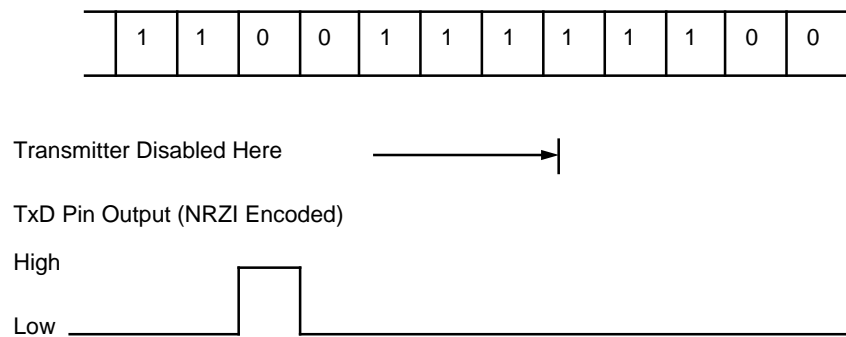 1 1 0 0 1 1 1 1 1 1 0 0
Transmitter Disabled Here
TxD Pin Output (NRZI Encoded)
High
Low